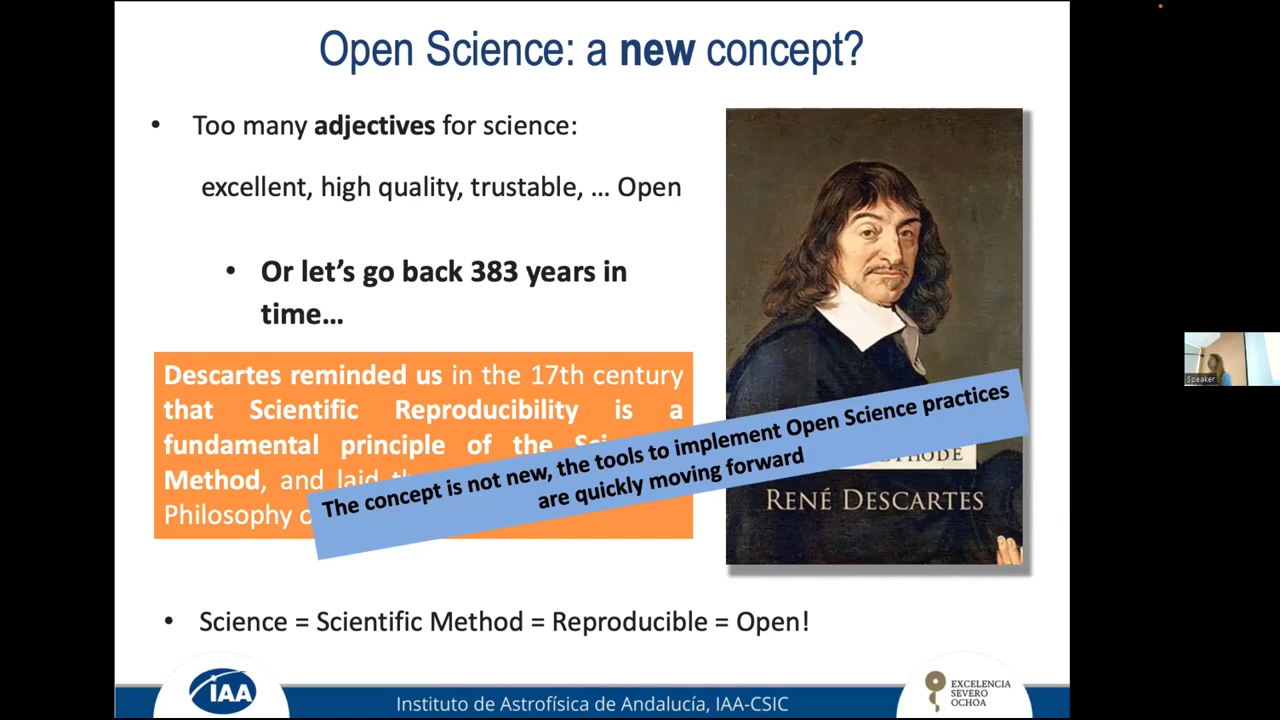 Open Science: a new concept?
• Too many adjectives for science:
excellent, high quality, trustable, … Open
• Or let's go back 383 years in
time…
Descartes reminded us in the 17th century
that Scientific Reproducibility is a
fundamental principle of the
Method, and laid
Philosophy
The concept is not new, the tools to implement Open Science practices
are quickly moving forward
RENÉ DESCARTES
• Science = Scientific Method = Reproducible = Open!
IAA
Instituto de Astrofísica de Andalucía, IAA-CSIC
EXCELENCIA
SEVERO
OCHOA
Speaker